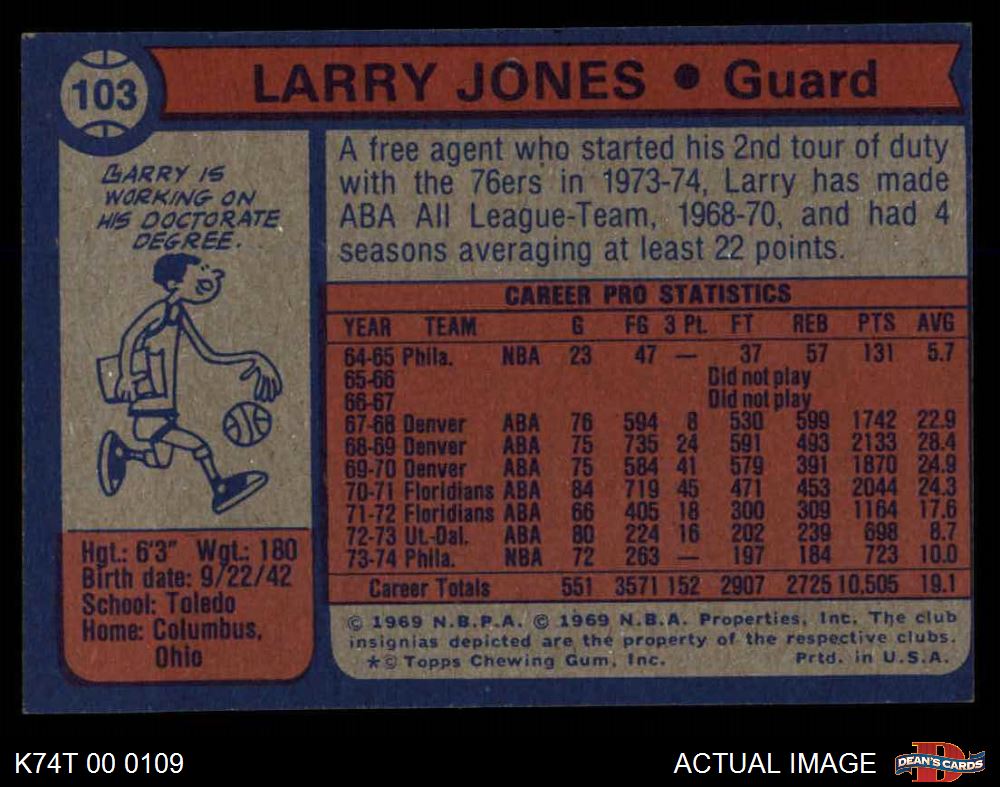 103
LARRY JONES • Guard
LARRY IS
WORKING ON
HIS DOCTORATE
DEGREE.
A free agent who started his 2nd tour of duty
with the 76ers in 1973-74, Larry has made
ABA All League-Team, 1968-70, and had 4
seasons averaging at least 22 points.
CAREER PRO STATISTICS
YEAR TEAM G FG 3 Pt. FT REB PTS AVG
64-65 Phila. NBA 23 47 — 37 57 131 5.7
65-66 Did not play
66-67 Did not play
67-68 Denver ABA 76 594 8 530 599 1742 22.9
68-69 Denver ABA 75 735 24 591 493 2133 28.4
69-70 Denver ABA 75 584 41 579 391 1870 24.9
70-71 Floridians ABA 84 719 45 471 453 2044 24.3
71-72 Floridians ABA 66 405 18 300 309 1164 17.6
72-73 Ut.-Dal. ABA 80 224 16 202 239 698 8.7
73-74 Phila. NBA 72 263 — 197 184 723 10.0
Career Totals 551 3571 152 2907 2725 10,505 19.1
Hgt.: 6'3" Wgt.: 180
Birth date: 9/22/42
School: Toledo
Home: Columbus,
Ohio
© 1969 N.B.P.A. © 1969 N.B.A. Properties, Inc. The club
insignias depicted are the property of the respective clubs.
*© Topps Chewing Gum, Inc. Prtd. in U.S.A.
K74T 00 0109
ACTUAL IMAGE
DEAN'S CARDS